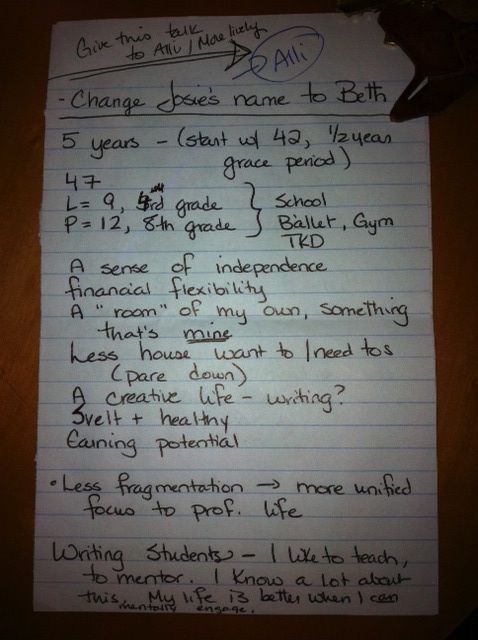 Give this talk
to Alli / More lively
Alli
- Change Josie's name to Beth
5 years - (start w/ 42, 1/2 year
grace period)
47
L = 9, grade
P = 12, 8th grade
School
Ballet, Gym
TKD
A sense of independence
financial flexibility
A "room" of my own, something
that's mine
Less house want to / need tos
(pare down)
A creative life - writing?
Svelt + healthy
Earning potential
• Less fragmentation → more unified
focus to prof. life
Writing Students - I like to teach,
to mentor. I know a lot about
this. My life is better when I can
mentally engage.